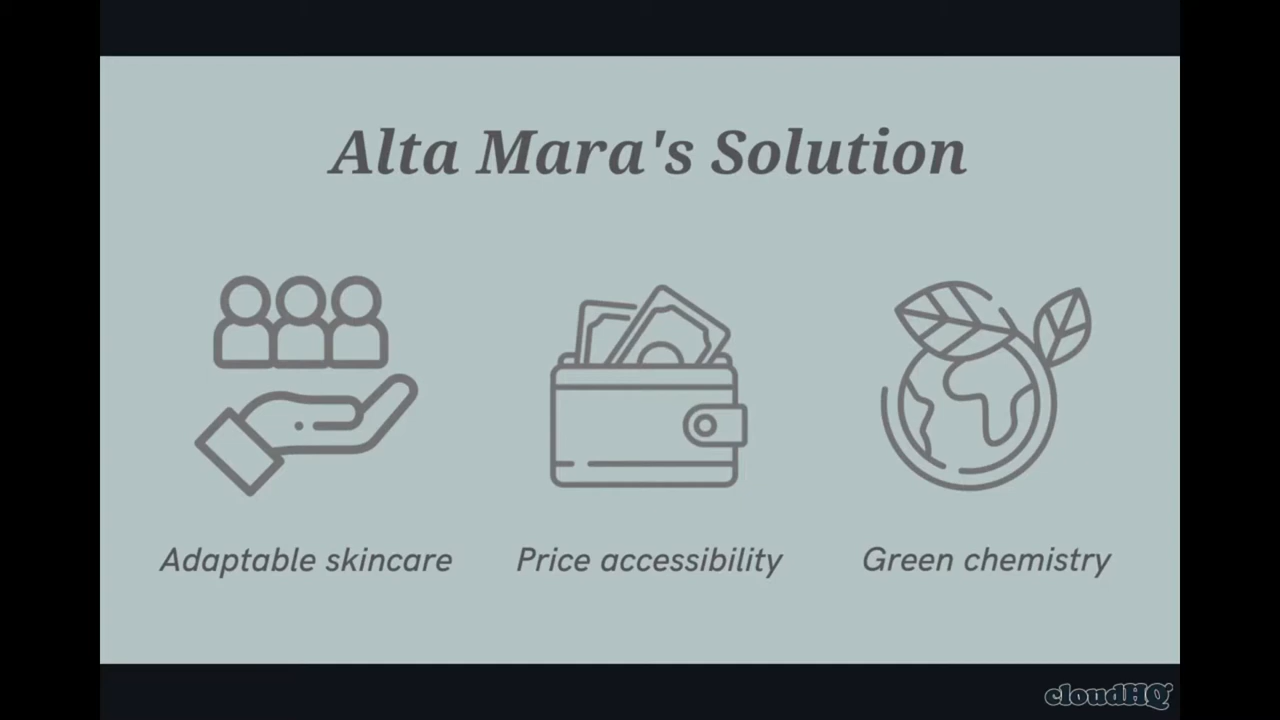 Alta Mara's Solution
Adaptable skincare
Price accessibility
Green chemistry
cloudHQ